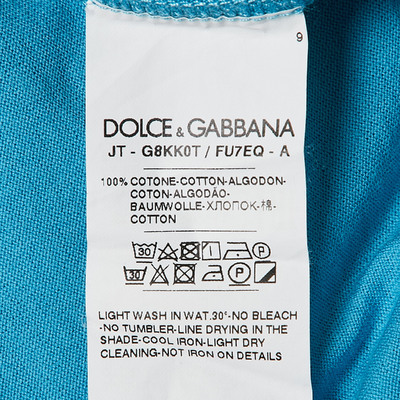 9
DOLCE & GABBANA
JT - G8KK0T / FU7EQ - A
100% COTONE-COTTON-ALGODON-
COTON-ALGODÃO-
BAUMWOLLE-ХЛОПОК-棉-
COTTON
30 P
30 P
LIGHT WASH IN WAT.30°-NO BLEACH
-NO TUMBLER-LINE DRYING IN THE
SHADE-COOL IRON-LIGHT DRY
CLEANING-NOT IRON ON DETAILS